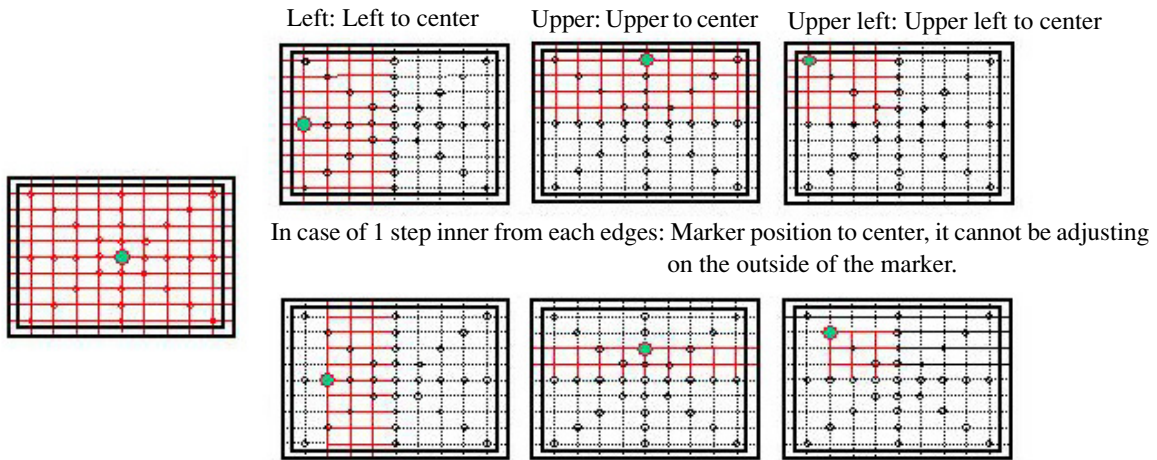 Left: Left to center
Upper: Upper to center
Upper left: Upper left to center
In case of 1 step inner from each edges: Marker position to center, it cannot be adjusting
on the outside of the marker.